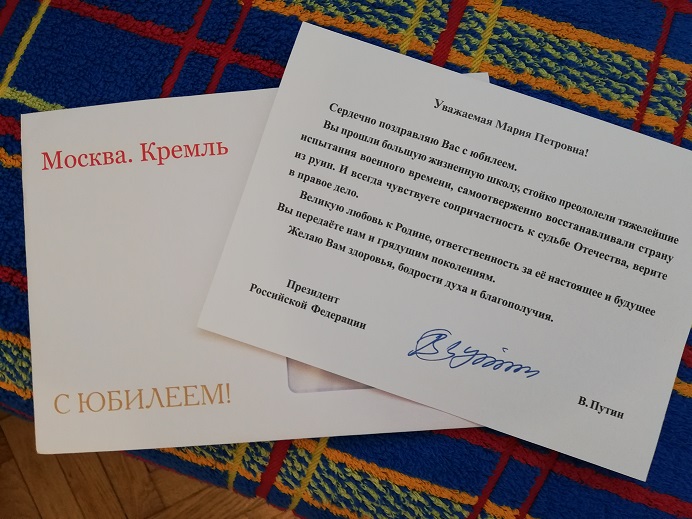 Москва. Кремль
С ЮБИЛЕЕМ!
Уважаемая Мария Петровна!
Сердечно поздравляю Вас с юбилеем.
Вы прошли большую жизненную школу, стойко преодолели тяжелейшие
испытания военного времени, самоотверженно восстанавливали страну
из руин. И всегда чувствуете сопричастность к судьбе Отечества, верите
в правое дело.
Великую любовь к Родине, ответственность за её настоящее и будущее
Вы передаёте нам и грядущим поколениям.
Желаю Вам здоровья, бодрости духа и благополучия.
Президент
Российской Федерации
В. Путин